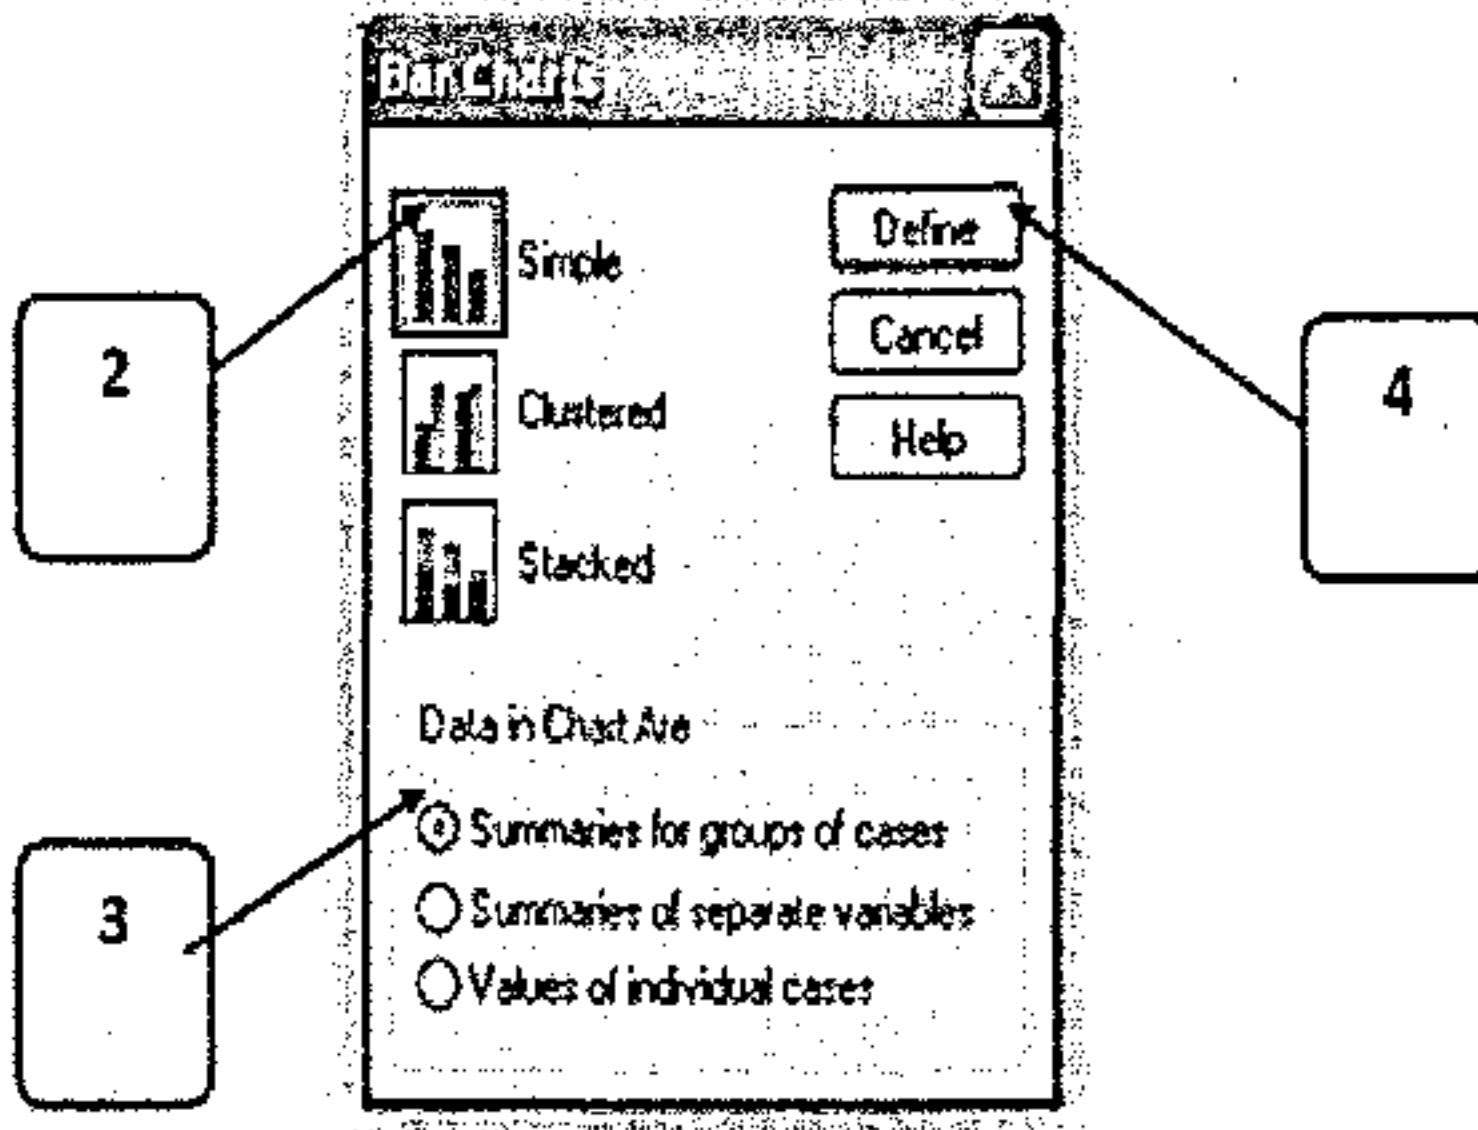 Bar Charts
Simple
Define
2
Cancel
4
Clustered
Help
Stacked
Data in Chart Are
Summaries for groups of cases
3
Summaries of separate variables
Values of individual cases